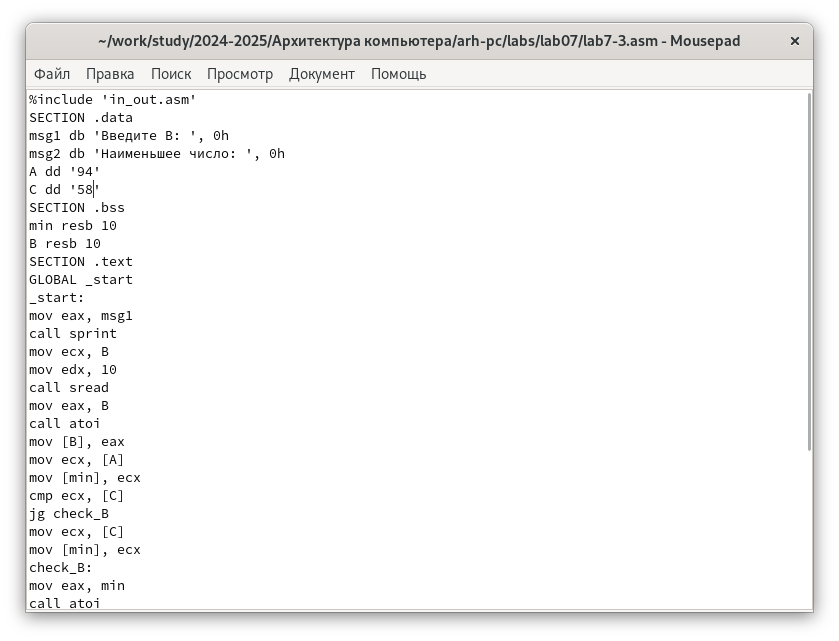 ~/work/study/2024-2025/Архитектура компьютера/arh-pc/labs/lab07/lab7-3.asm - Mousepad
Файл Правка Поиск Просмотр Документ Помощь
%include 'in_out.asm'
SECTION .data
msg1 db 'Введите B: ', 0h
msg2 db 'Наименьшее число: ', 0h
A dd '94'
C dd '58'
SECTION .bss
min resb 10
B resb 10
SECTION .text
GLOBAL _start
_start:
mov eax, msg1
call sprint
mov ecx, B
mov edx, 10
call sread
mov eax, B
call atoi
mov [B], eax
mov ecx, [A]
mov [min], ecx
cmp ecx, [C]
jg check_B
mov ecx, [C]
mov [min], ecx
check_B:
mov eax, min
call atoi